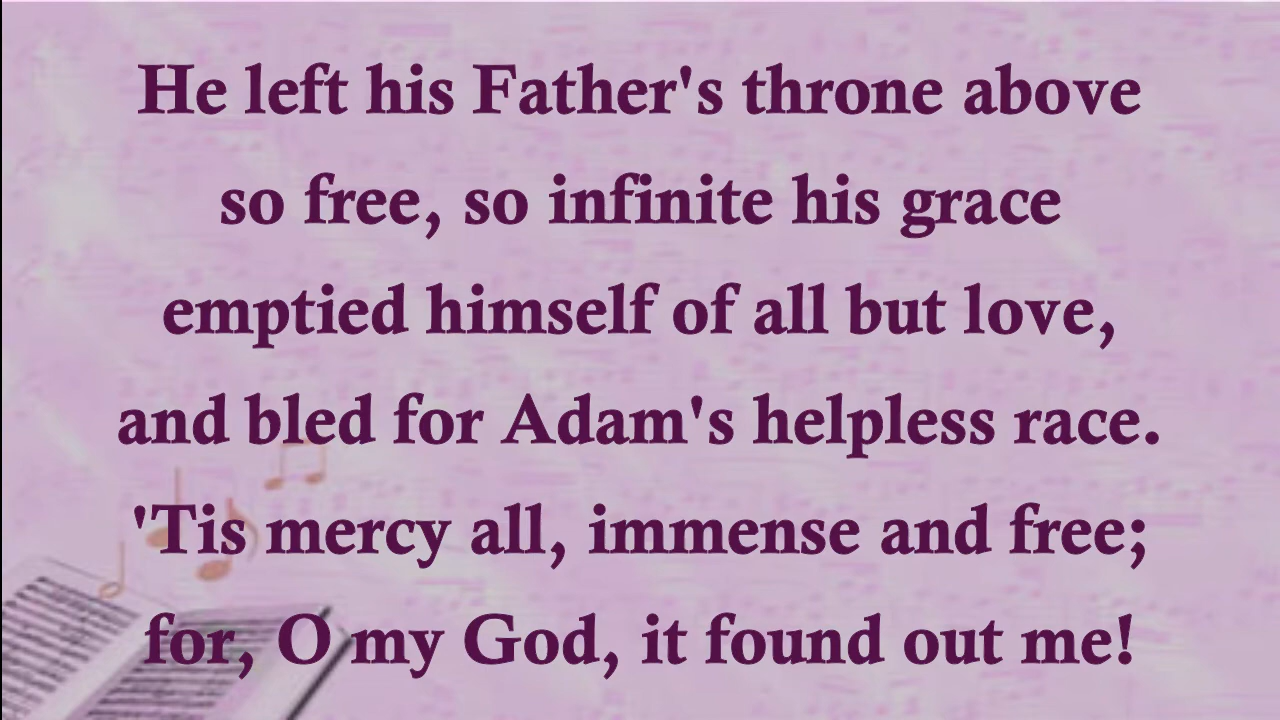 He left his Father's throne above
so free, so infinite his grace
emptied himself of all but love,
and bled for Adam's helpless race.
'Tis mercy all, immense and free;
for, O my God, it found out me!